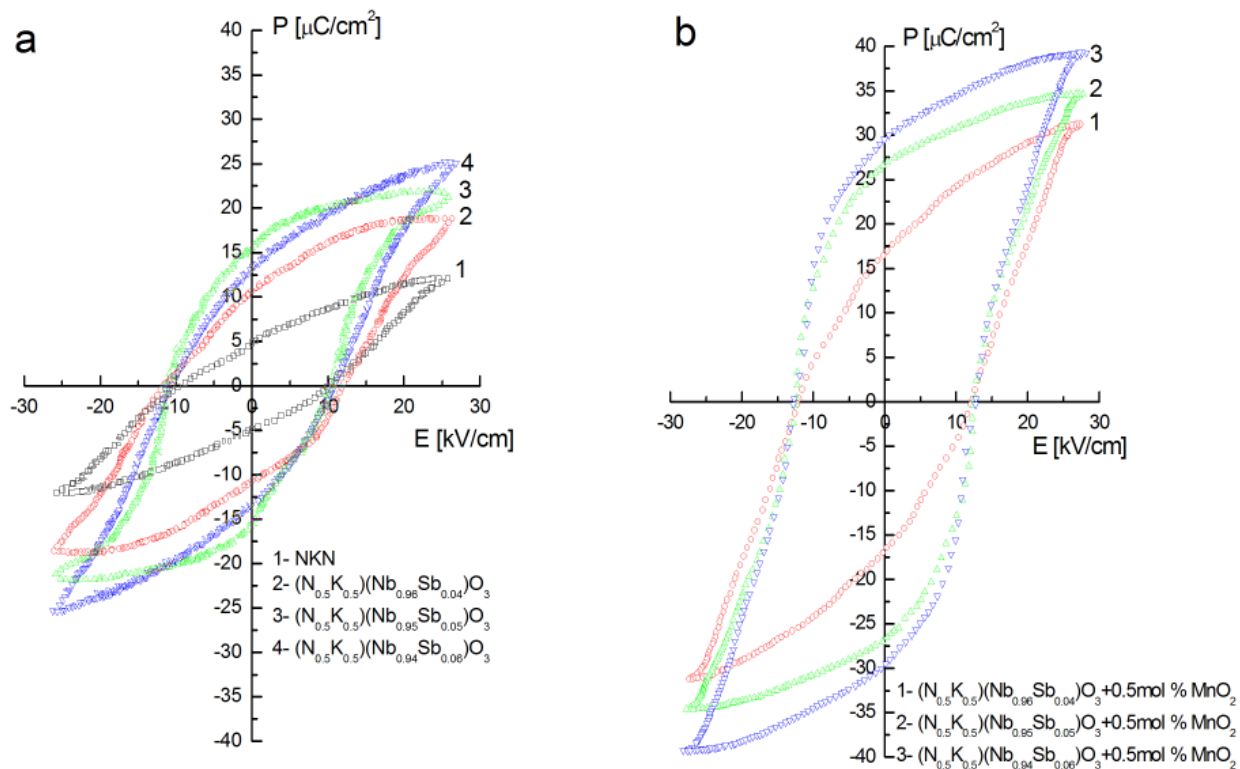 a
P [μC/cm²]
40
35
30
25
20
15
10
5
0
-5
-10
-15
-20
-25
-30
-35
-40
-30 -20 -10 0 10 20 30
E [kV/cm]
4
3
2
1
1- NKN
2- (N₀.₅K₀.₅)(Nb₀.₉₆Sb₀.₀₄)O₃
3- (N₀.₅K₀.₅)(Nb₀.₉₅Sb₀.₀₅)O₃
4- (N₀.₅K₀.₅)(Nb₀.₉₄Sb₀.₀₆)O₃
b
P [μC/cm²]
40
35
30
25
20
15
10
5
0
-5
-10
-15
-20
-25
-30
-35
-40
-30 -20 -10 0 10 20 30
E [kV/cm]
3
2
1
1- (N₀.₅K₀.₅)(Nb₀.₉₆Sb₀.₀₄)O₃+0.5mol % MnO₂
2- (N₀.₅K₀.₅)(Nb₀.₉₅Sb₀.₀₅)O₃+0.5mol % MnO₂
3- (N₀.₅K₀.₅)(Nb₀.₉₄Sb₀.₀₆)O₃+0.5mol % MnO₂